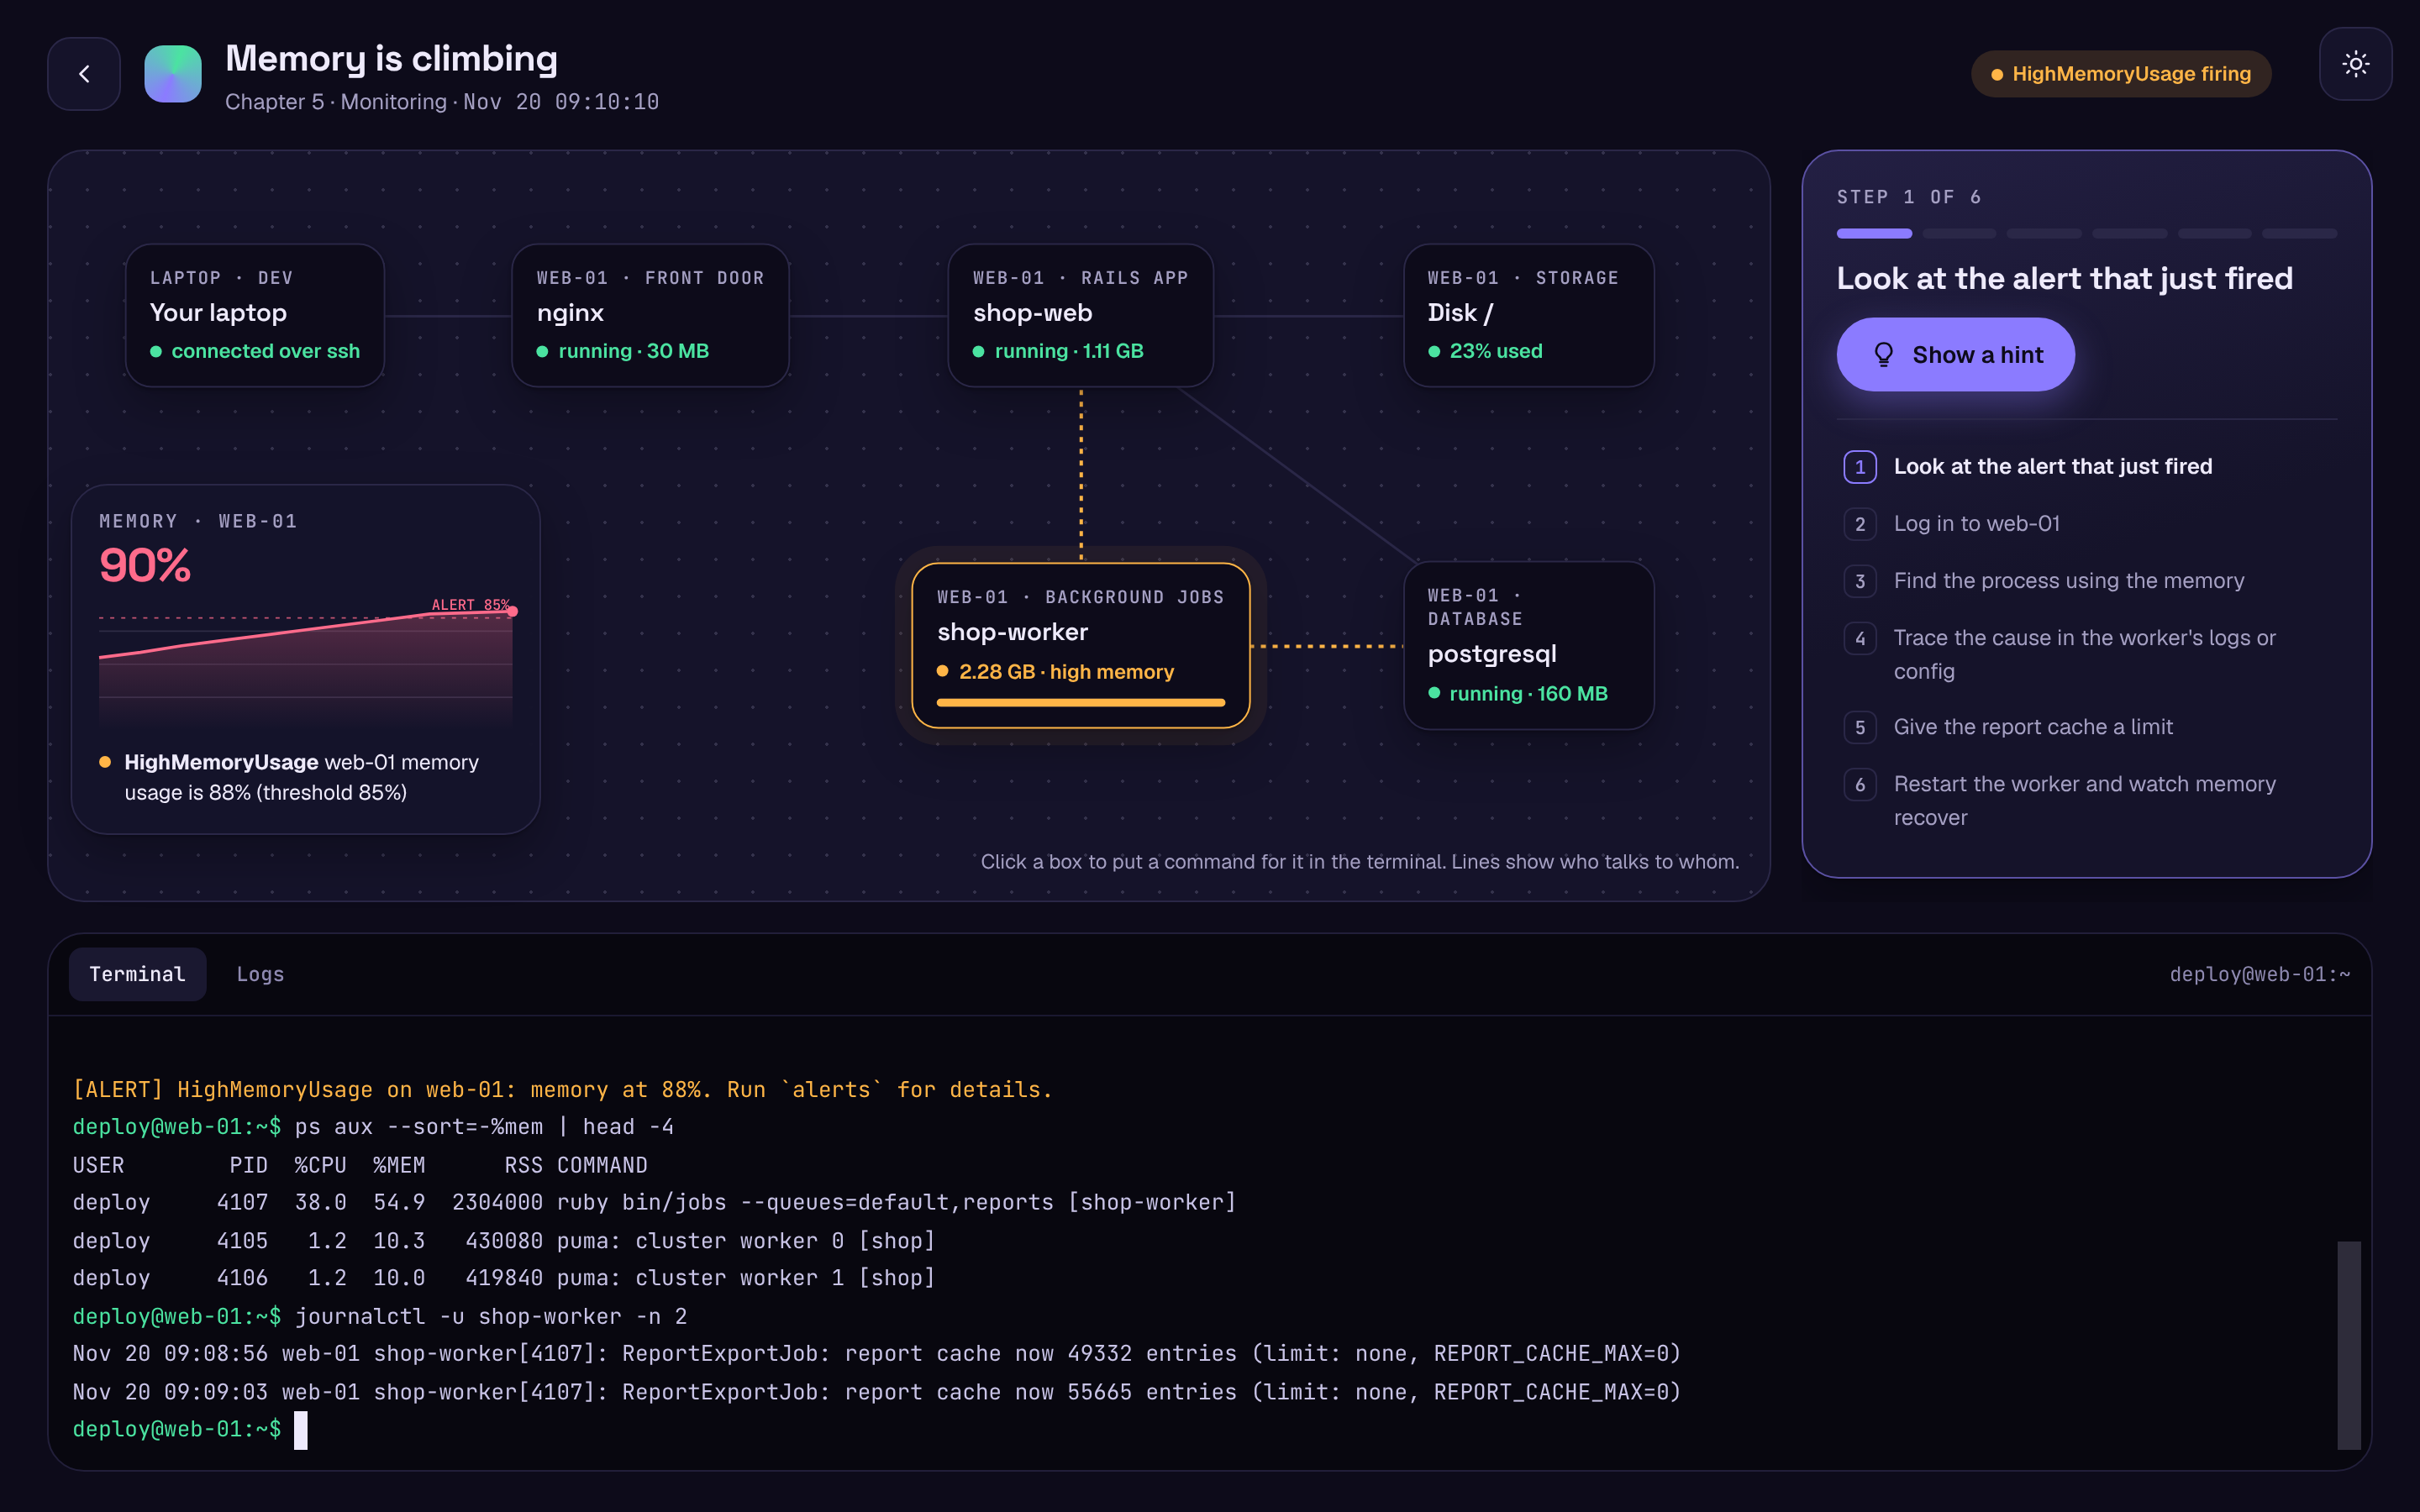 Memory is climbing
Chapter 5 · Monitoring · Nov 20 09:10:10
HighMemoryUsage firing
LAPTOP · DEV
Your laptop
connected over ssh
WEB-01 · FRONT DOOR
nginx
running · 30 MB
WEB-01 · RAILS APP
shop-web
running · 1.11 GB
WEB-01 · STORAGE
Disk /
23% used
MEMORY · WEB-01
90%
ALERT 85%
HighMemoryUsage web-01 memory
usage is 88% (threshold 85%)
WEB-01 · BACKGROUND JOBS
shop-worker
2.28 GB · high memory
WEB-01 ·
DATABASE
postgresql
running · 160 MB
Click a box to put a command for it in the terminal. Lines show who talks to whom.
STEP 1 OF 6
Look at the alert that just fired
Show a hint
1 Look at the alert that just fired
2 Log in to web-01
3 Find the process using the memory
4 Trace the cause in the worker's logs or
config
5 Give the report cache a limit
6 Restart the worker and watch memory
recover
Terminal
Logs
deploy@web-01:~
[ALERT] HighMemoryUsage on web-01: memory at 88%. Run `alerts` for details.
deploy@web-01:~$ ps aux --sort=-%mem | head -4
USER        PID  %CPU  %MEM      RSS COMMAND
deploy     4107  38.0  54.9  2304000 ruby bin/jobs --queues=default,reports [shop-worker]
deploy     4105   1.2  10.3   430080 puma: cluster worker 0 [shop]
deploy     4106   1.2  10.0   419840 puma: cluster worker 1 [shop]
deploy@web-01:~$ journalctl -u shop-worker -n 2
Nov 20 09:08:56 web-01 shop-worker[4107]: ReportExportJob: report cache now 49332 entries (limit: none, REPORT_CACHE_MAX=0)
Nov 20 09:09:03 web-01 shop-worker[4107]: ReportExportJob: report cache now 55665 entries (limit: none, REPORT_CACHE_MAX=0)
deploy@web-01:~$